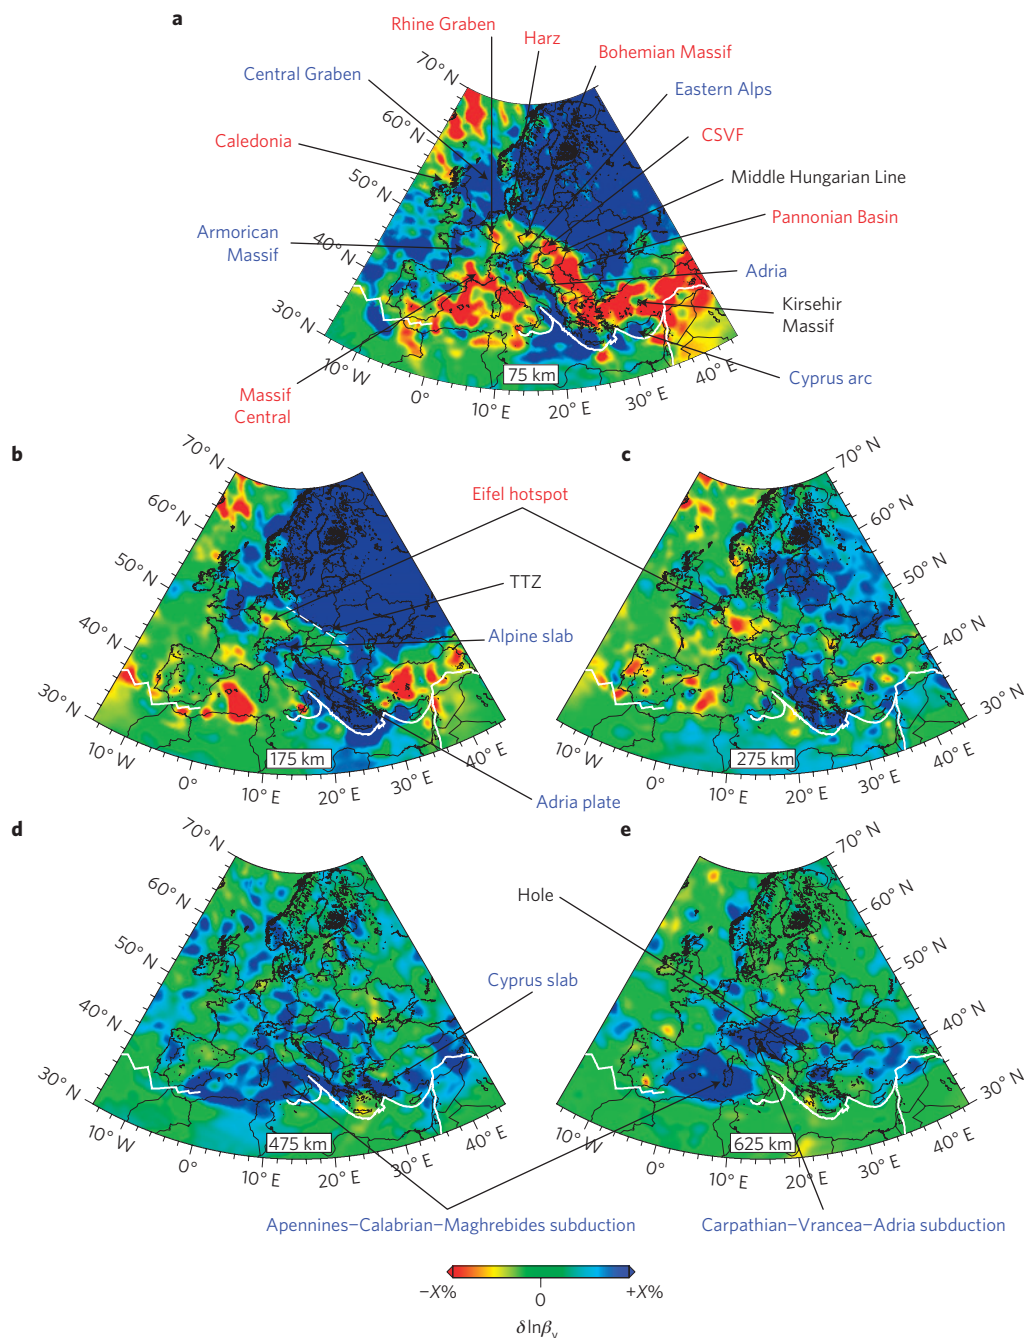 a
Rhine Graben
Harz
Bohemian Massif
Central Graben
Eastern Alps
Caledonia
CSVF
Middle Hungarian Line
Pannonian Basin
Armorican
Massif
Adria
Kirsehir
Massif
Cyprus arc
Massif
Central
70° N
60° N
50° N
40° N
30° N
10° W
0°
10° E
20° E
30° E
40° E
75 km
b
c
Eifel hotspot
TTZ
Alpine slab
Adria plate
70° N
60° N
50° N
40° N
30° N
10° W
0°
10° E
20° E
30° E
40° E
175 km
70° N
60° N
50° N
40° N
30° N
10° W
0°
10° E
20° E
30° E
40° E
275 km
d
e
Hole
Cyprus slab
70° N
60° N
50° N
40° N
30° N
10° W
0°
10° E
20° E
30° E
40° E
475 km
70° N
60° N
50° N
40° N
30° N
10° W
0°
10° E
20° E
30° E
40° E
625 km
Apennines–Calabrian–Maghrebides subduction
Carpathian–Vrancea–Adria subduction
−X%
0
+X%
δlnβᵥ